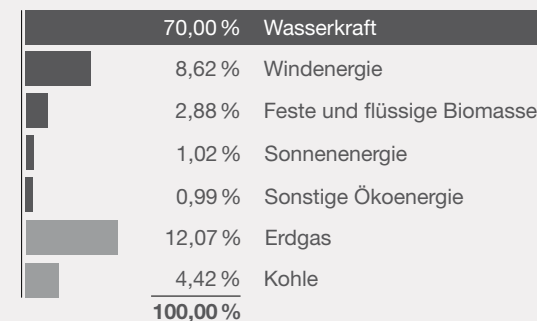 70,00 % Wasserkraft
8,62 % Windenergie
2,88 % Feste und flüssige Biomasse
1,02 % Sonnenenergie
0,99 % Sonstige Ökoenergie
12,07 % Erdgas
4,42 % Kohle
100,00 %